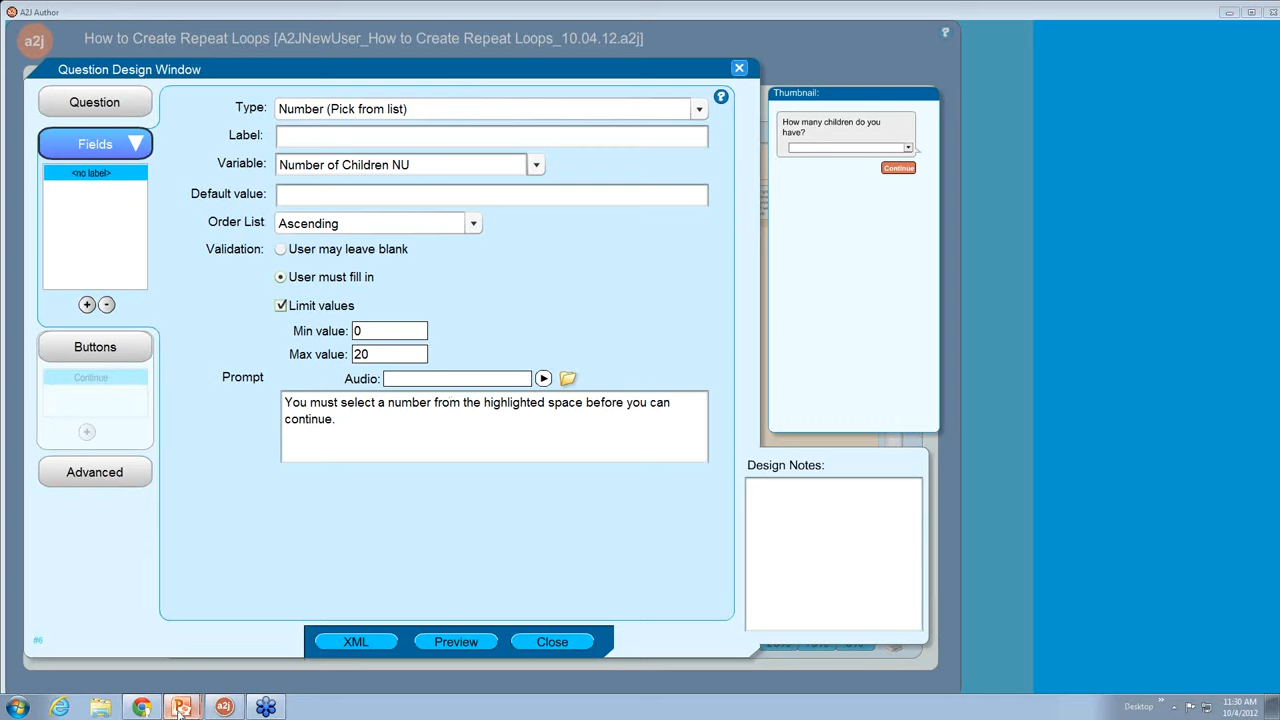 A2J Author
a2j
How to Create Repeat Loops [A2JNewUser_How to Create Repeat Loops_10.04.12.a2j]
?
Question Design Window
Question
Fields
<no label>
+ -
Buttons
Continue
+
Advanced
#6
Type: Number (Pick from list)
?
Label:
Variable: Number of Children NU
Default value:
Order List Ascending
Validation: User may leave blank
User must fill in
Limit values
Min value: 0
Max value: 20
Prompt Audio:
You must select a number from the highlighted space before you can
continue.
XML Preview Close
Thumbnail:
How many children do you
have?
Continue
Design Notes:
a2j
Desktop
11:30 AM
10/4/2012